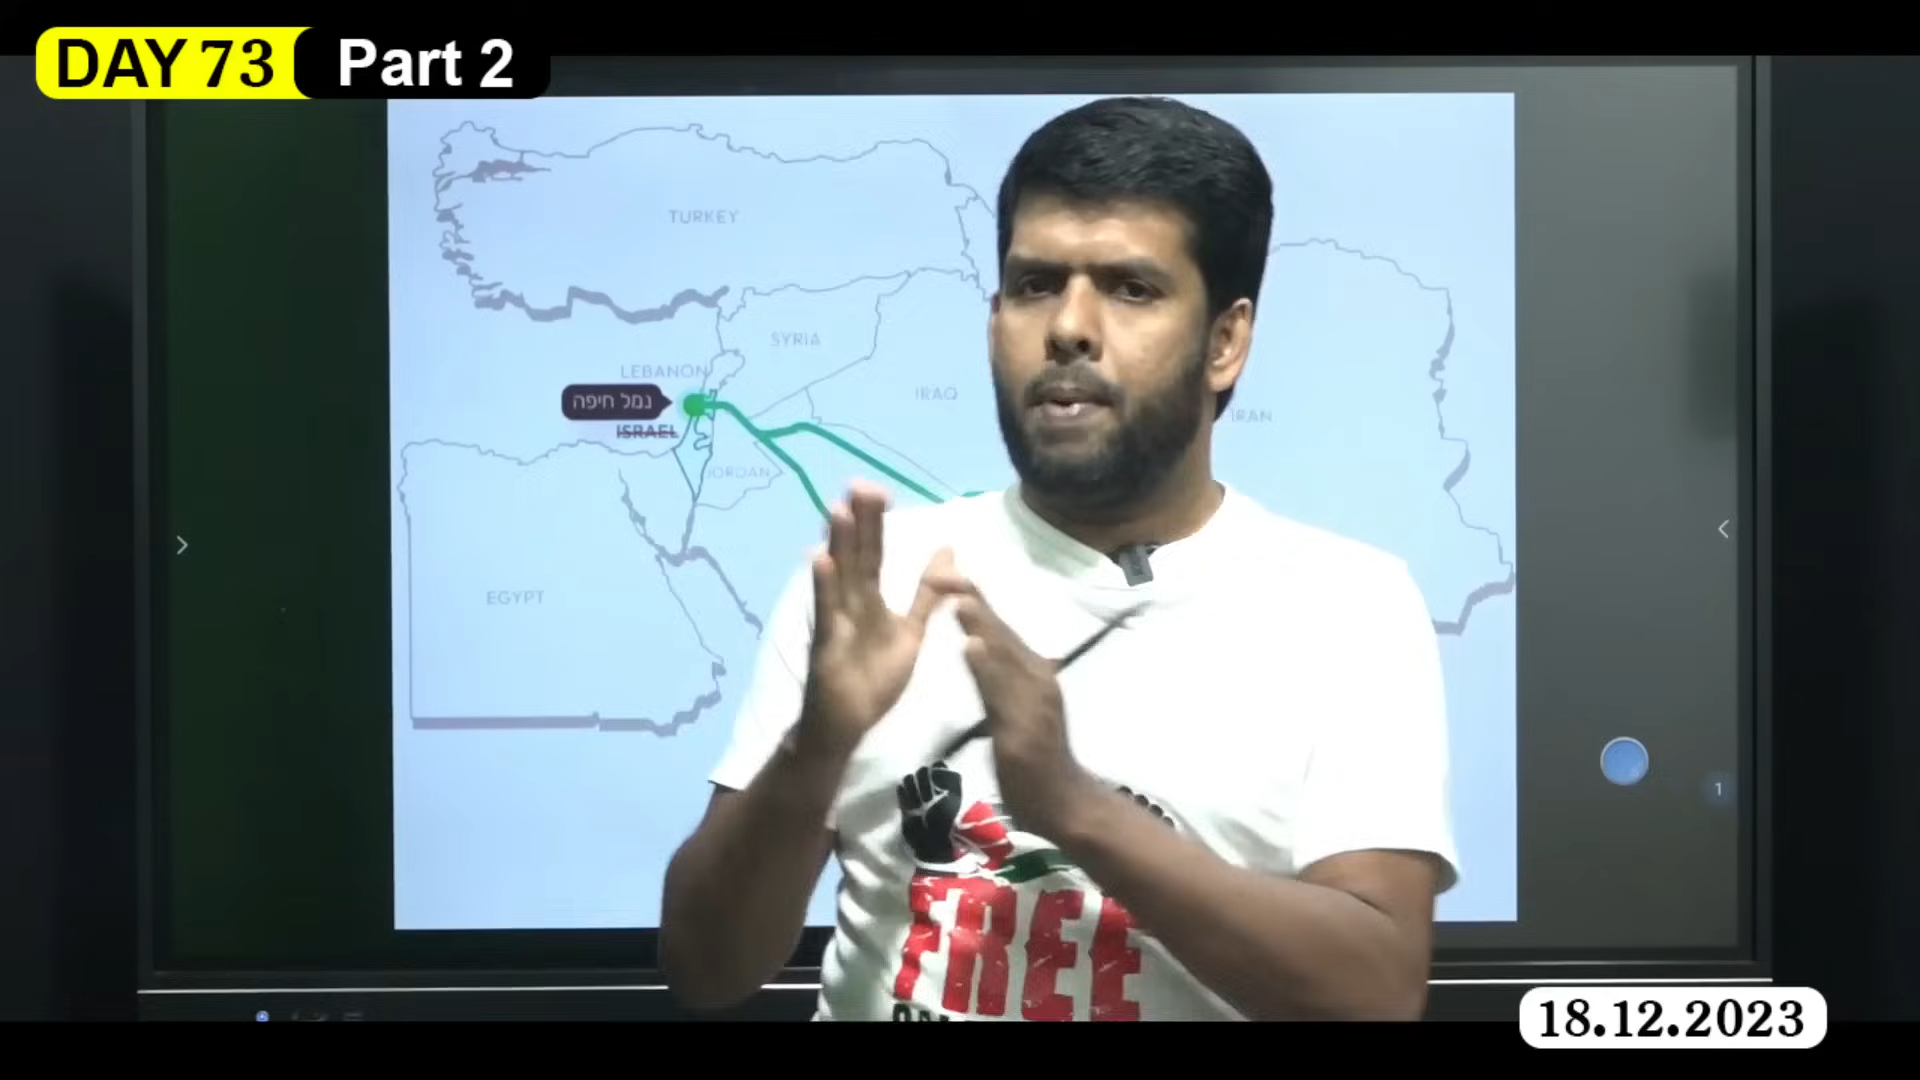 DAY 73 Part 2
TURKEY
SYRIA
LEBANON
IRAQ
נמל חיפה
IRAN
ISRAEL
JORDAN
EGYPT
1
FREE
18.12.2023